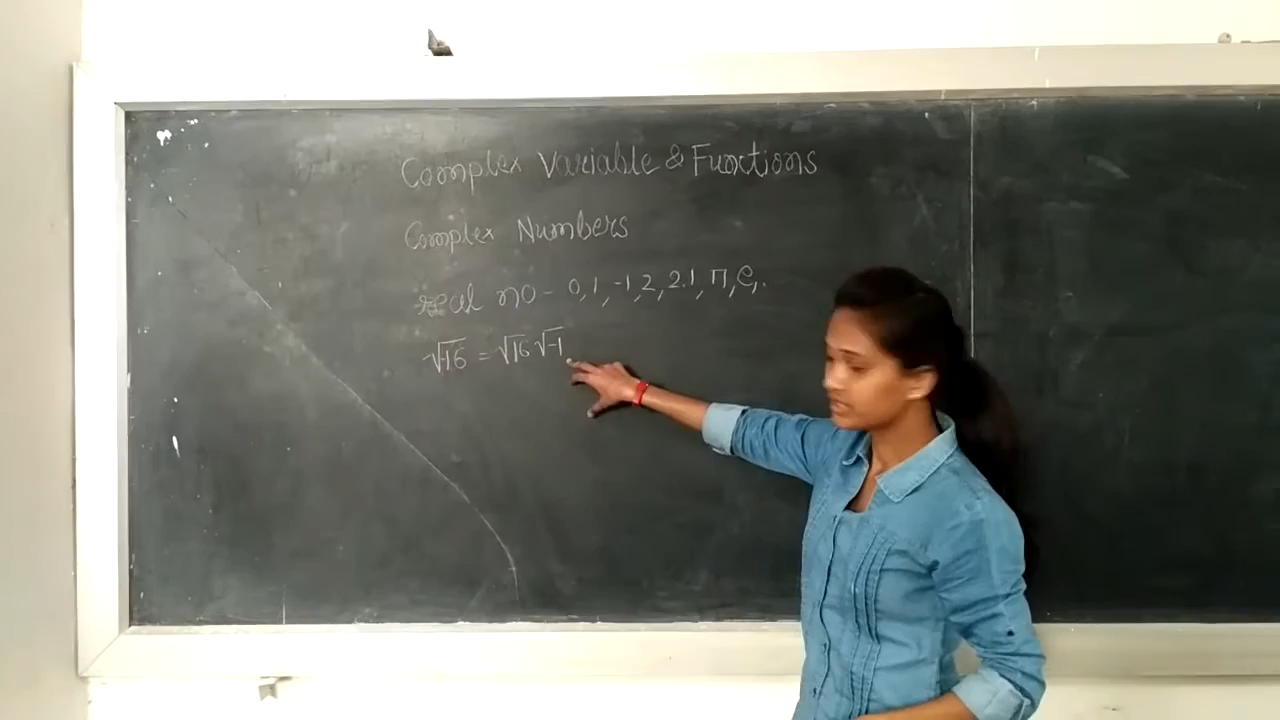 Complex Variable & Functions
Complex Numbers
real no - 0, 1, -1, 2, 2.1, π, e, .
√-16 = √16 √-1